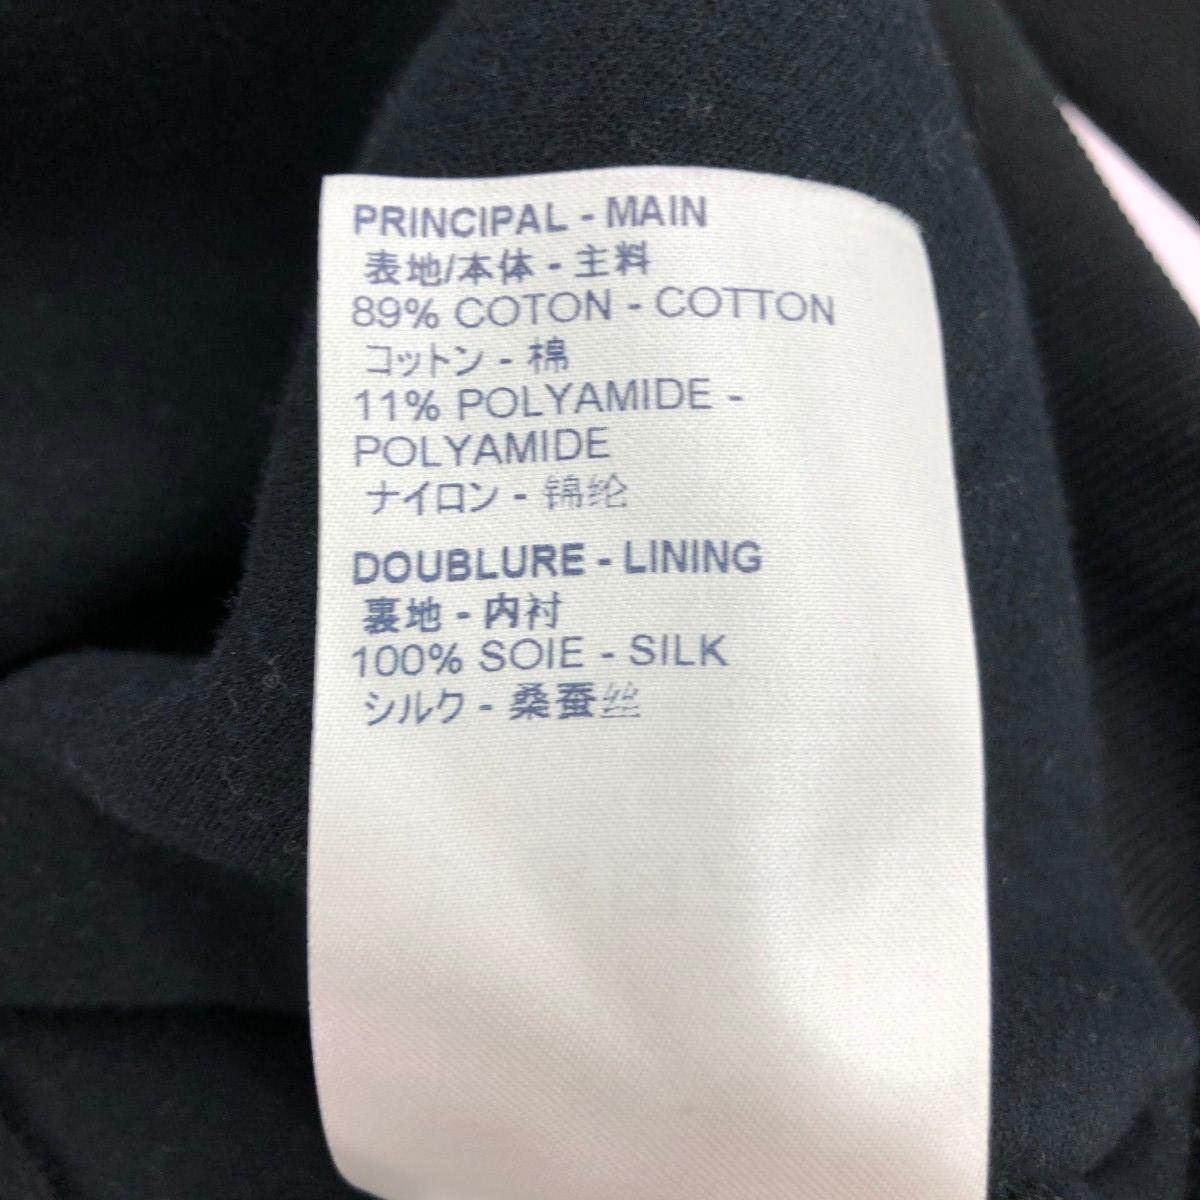 PRINCIPAL - MAIN
表地/本体 - 主料
89% COTON - COTTON
コットン - 棉
11% POLYAMIDE -
POLYAMIDE
ナイロン - 锦纶
DOUBLURE - LINING
裏地 - 内衬
100% SOIE - SILK
シルク - 桑蚕丝